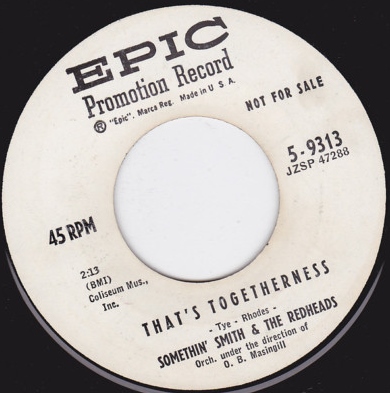 EPIC
Promotion Record
® "Epic". Marca Reg. Made in U S A.
NOT FOR SALE
5-9313
JZSP 47288
45 RPM
2:13
(BMI)
Coliseum Mus.,
Inc.
THAT'S TOGETHERNESS
- Tye - Rhodes -
SOMETHIN' SMITH & THE REDHEADS
Orch. under the direction of
O. B. Masingill